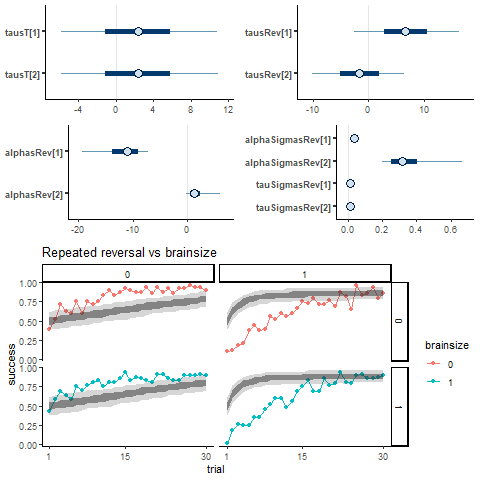 tausT[1]
tausT[2]
-4 0 4 8 12
tausRev[1]
tausRev[2]
-10 0 10
alphasRev[1]
alphasRev[2]
-20 -10 0
alphaSigmasRev[1]
alphaSigmasRev[2]
tauSigmasRev[1]
tauSigmasRev[2]
0.0 0.2 0.4 0.6
Repeated reversal vs brainsize
0 1
1.00
0.75
0.50
0.25
0.00
0
1.00
0.75
0.50
0.25
0.00
1
success
1 15 30 1 15 30
trial
brainsize
0
1